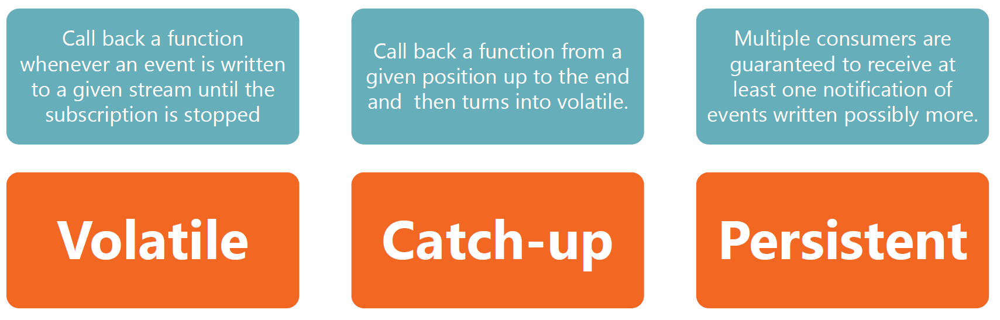 Call back a function
whenever an event is written
to a given stream until the
subscription is stopped
Call back a function from a
given position up to the end
and  then turns into volatile.
Multiple consumers are
guaranteed to receive at
least one notification of
events written possibly more.
Volatile
Catch-up
Persistent